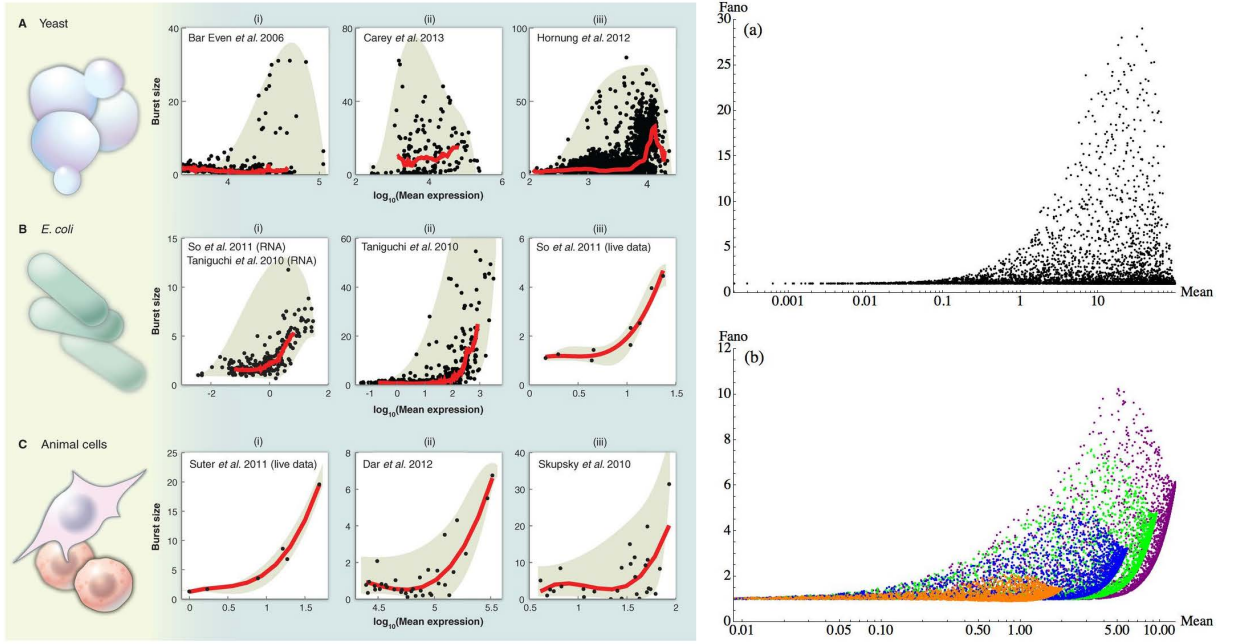 A Yeast
(i)
Bar Even et al. 2006
Burst size
40
20
0
4
5
(ii)
Carey et al. 2013
80
40
0
2
4
6
log10(Mean expression)
(iii)
Hornung et al. 2012
100
50
0
2
3
4
B E. coli
(i)
So et al. 2011 (RNA)
Taniguchi et al. 2010 (RNA)
Burst size
15
10
5
0
-2
0
2
(ii)
Taniguchi et al. 2010
60
40
20
0
-1
0
1
2
3
log10(Mean expression)
(iii)
So et al. 2011 (live data)
6
4
2
0
0
0.5
1
1.5
C Animal cells
(i)
Suter et al. 2011 (live data)
Burst size
25
20
15
10
5
0
0
0.5
1
1.5
(ii)
Dar et al. 2012
8
6
4
2
0
4.5
5
5.5
log10(Mean expression)
(iii)
Skupsky et al. 2010
40
30
20
10
0
0.5
1
1.5
2
Fano
(a)
30
25
20
15
10
5
0
0.001
0.01
0.1
1
10
Mean
Fano
(b)
12
10
8
6
4
2
0
0.01
0.05
0.10
0.50
1.00
5.00
10.00
Mean